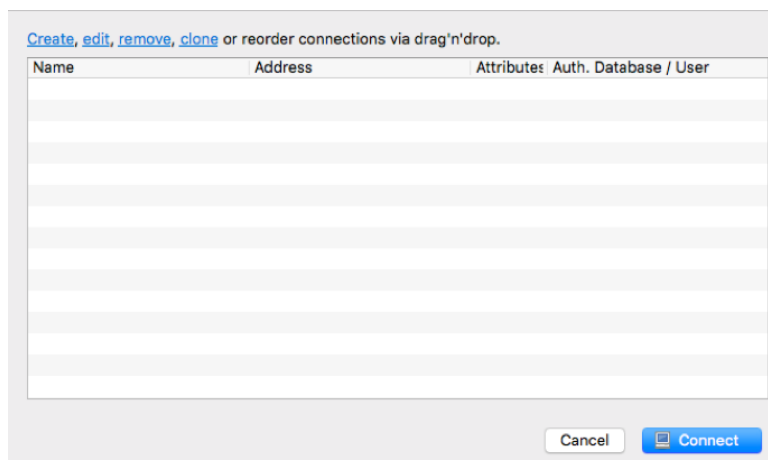 Create, edit, remove, clone or reorder connections via drag'n'drop.
Name Address Attributes Auth. Database / User
Cancel Connect